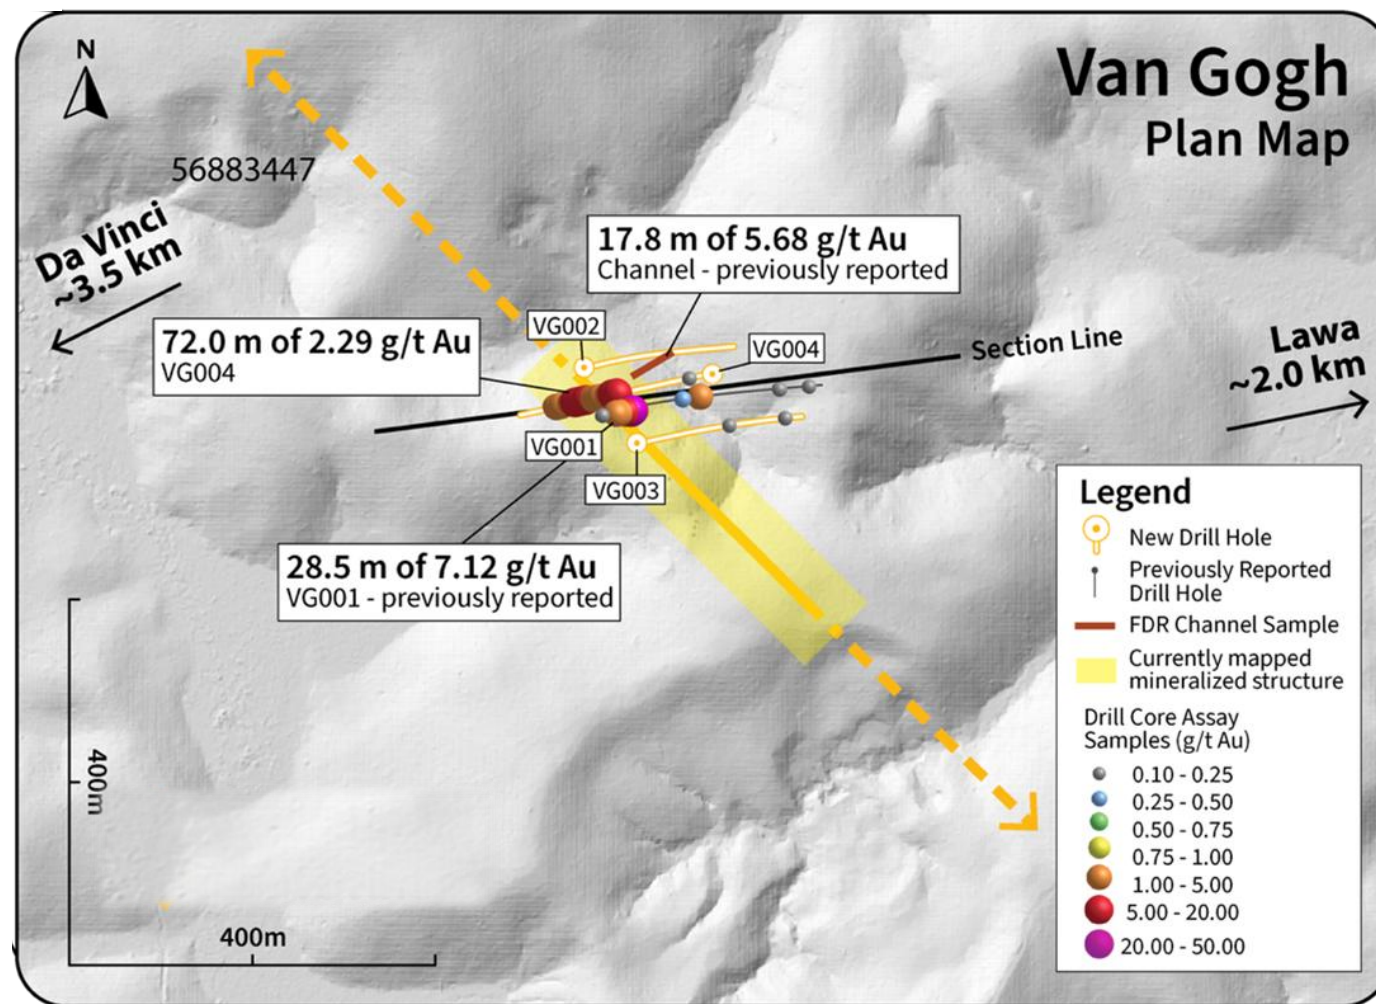 N
Van Gogh
Plan Map
56883447
Da Vinci
~3.5 km
17.8 m of 5.68 g/t Au
Channel - previously reported
VG002
72.0 m of 2.29 g/t Au
VG004
VG004
Section Line
Lawa
~2.0 km
VG001
VG003
28.5 m of 7.12 g/t Au
VG001 - previously reported
400m
400m
Legend
New Drill Hole
Previously Reported
Drill Hole
FDR Channel Sample
Currently mapped
mineralized structure
Drill Core Assay
Samples (g/t Au)
0.10 - 0.25
0.25 - 0.50
0.50 - 0.75
0.75 - 1.00
1.00 - 5.00
5.00 - 20.00
20.00 - 50.00